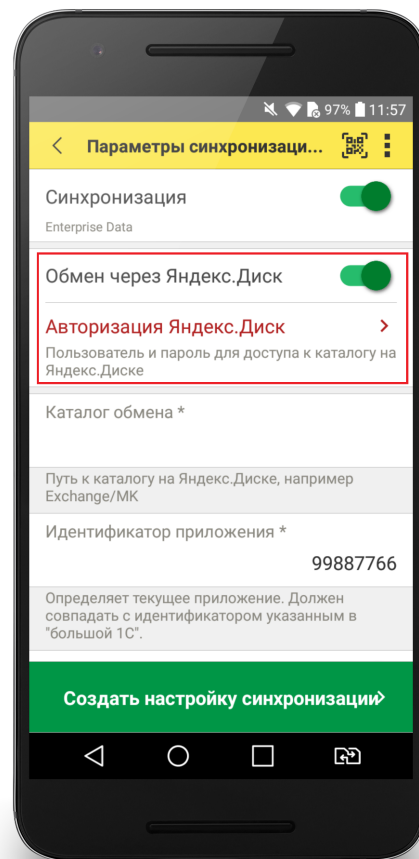 97% 11:57
Параметры синхронизаци...
Синхронизация
Enterprise Data
Обмен через Яндекс.Диск
Авторизация Яндекс.Диск
Пользователь и пароль для доступа к каталогу на
Яндекс.Диске
Каталог обмена *
Путь к каталогу на Яндекс.Диске, например
Exchange/МК
Идентификатор приложения *
99887766
Определяет текущее приложение. Должен
совпадать с идентификатором указанным в
"большой 1С".
Создать настройку синхронизации